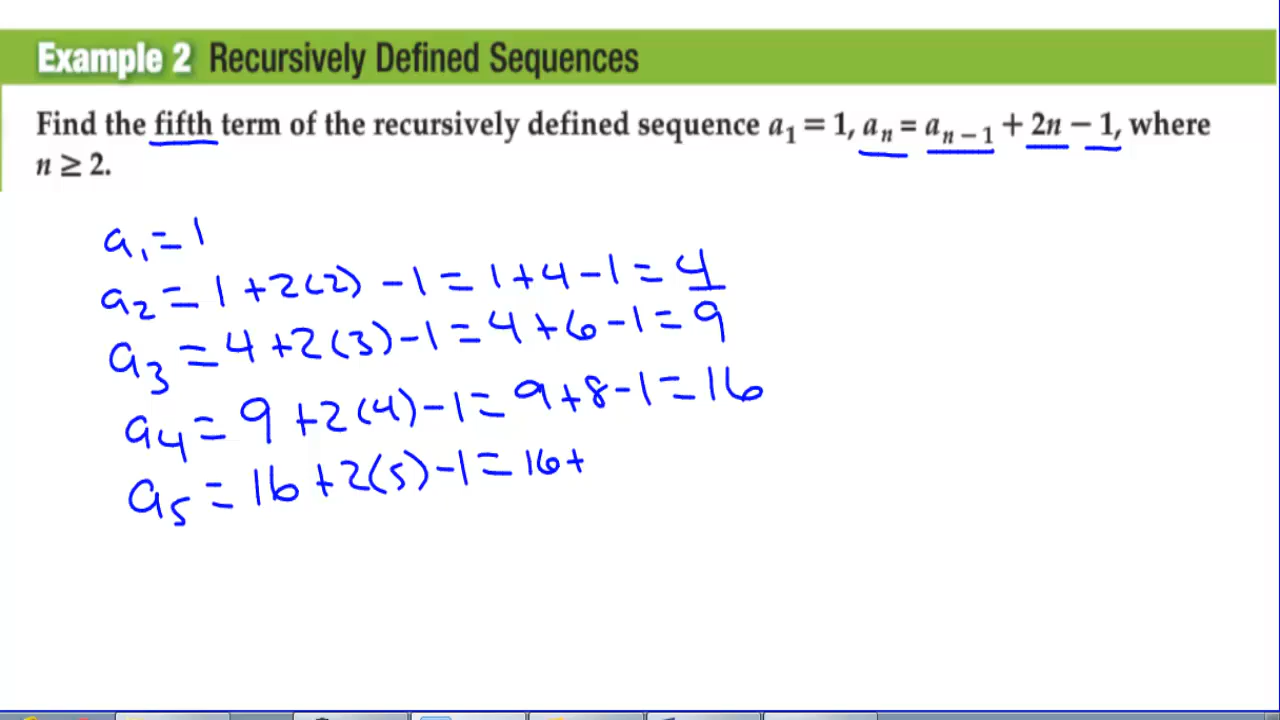 Example 2 Recursively Defined Sequences
Find the fifth term of the recursively defined sequence a₁ = 1, aₙ = aₙ₋₁ + 2n − 1, where
n ≥ 2.
a₁ = 1
a₂ = 1 + 2(2) − 1 = 1 + 4 − 1 = 4
a₃ = 4 + 2(3) − 1 = 4 + 6 − 1 = 9
a₄ = 9 + 2(4) − 1 = 9 + 8 − 1 = 16
a₅ = 16 + 2(5) − 1 = 16 +